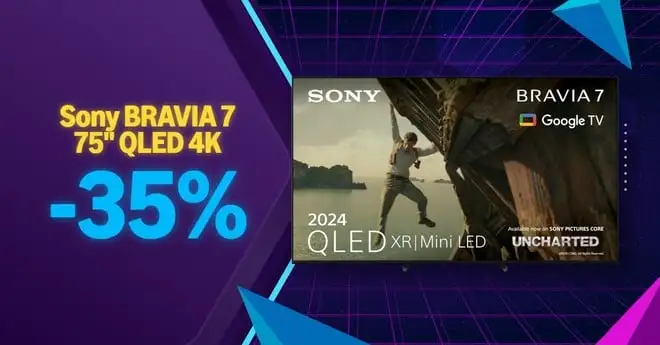 Sony BRAVIA 7
75" QLED 4K
-35%
SONY
BRAVIA 7
Google TV
2024
QLED XR|Mini LED
Available now on SONY PICTURES CORE
UNCHARTED